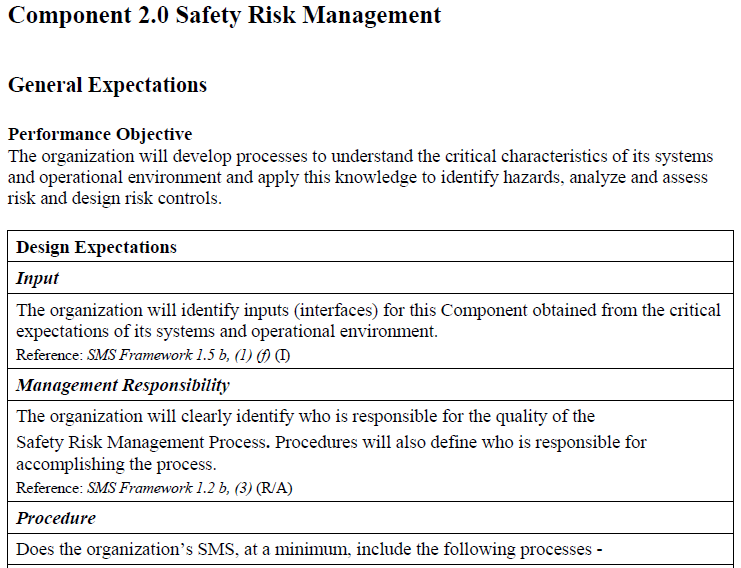 Component 2.0 Safety Risk Management
General Expectations
Performance Objective
The organization will develop processes to understand the critical characteristics of its systems
and operational environment and apply this knowledge to identify hazards, analyze and assess
risk and design risk controls.
Design Expectations
Input
The organization will identify inputs (interfaces) for this Component obtained from the critical
expectations of its systems and operational environment.
Reference: SMS Framework 1.5 b, (1) (f) (I)
Management Responsibility
The organization will clearly identify who is responsible for the quality of the
Safety Risk Management Process. Procedures will also define who is responsible for
accomplishing the process.
Reference: SMS Framework 1.2 b, (3) (R/A)
Procedure
Does the organization’s SMS, at a minimum, include the following processes -